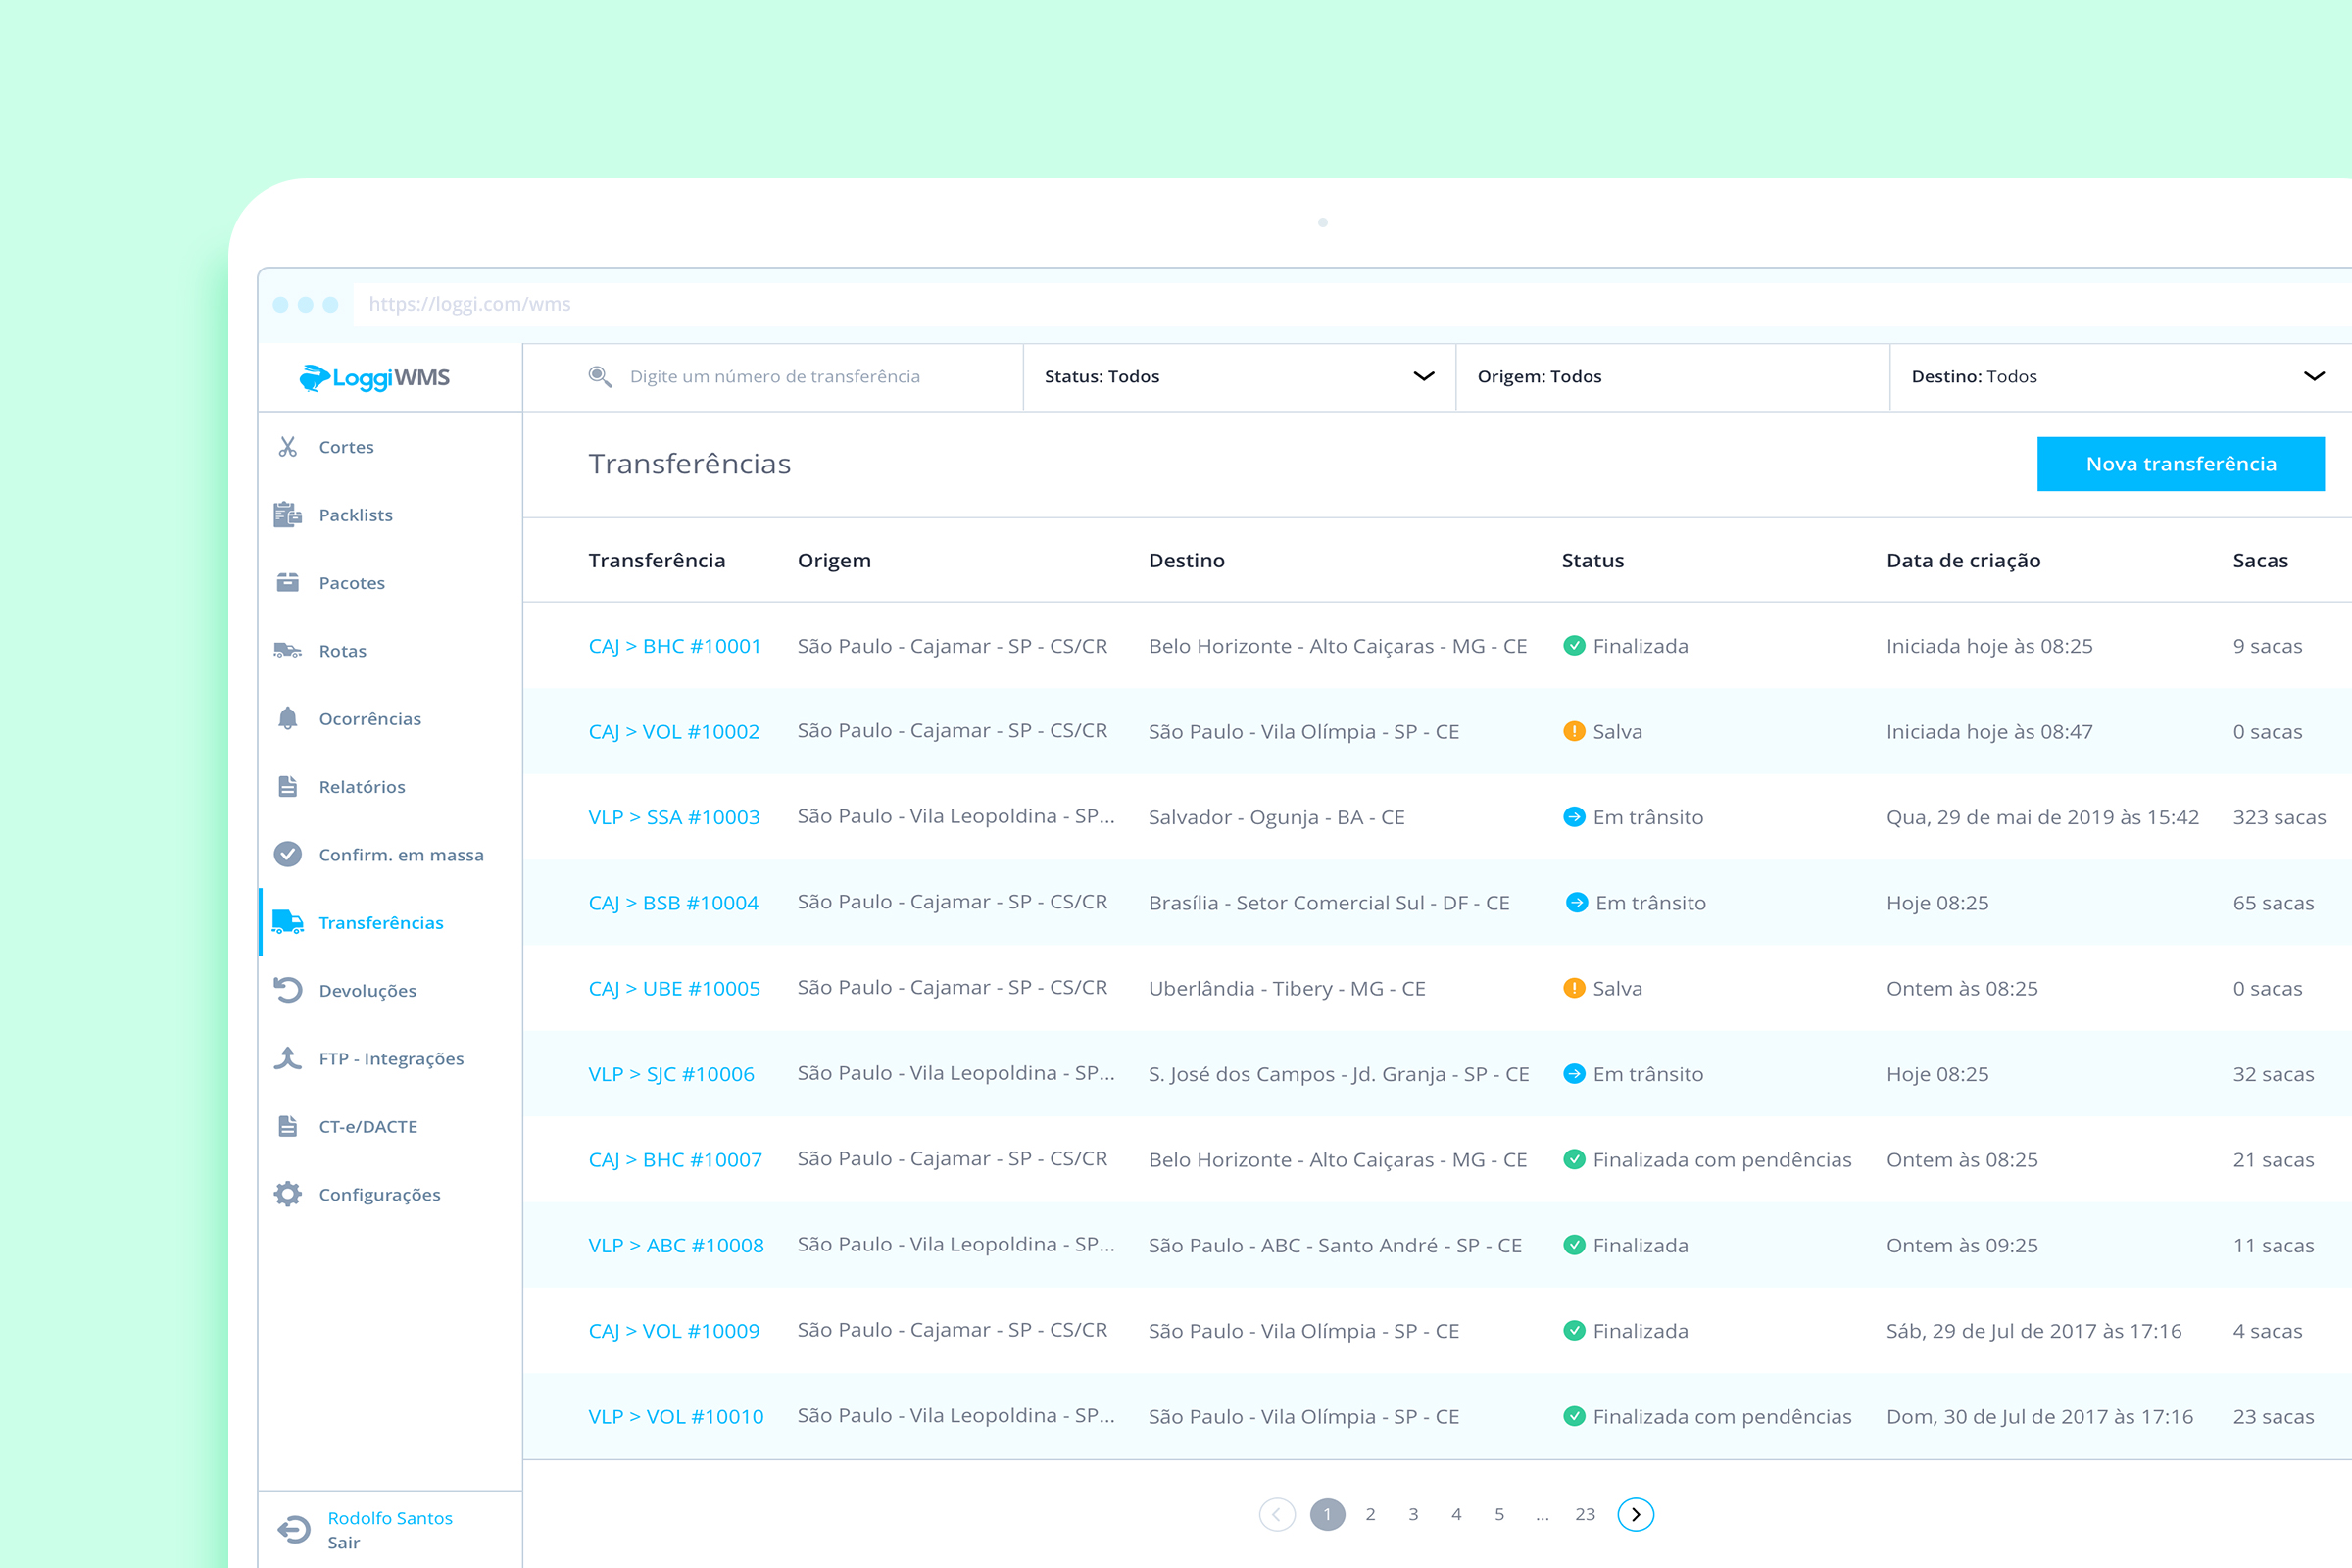 https://loggi.com/wms
LoggiWMS
Digite um número de transferência
Status: Todos
Origem: Todos
Destino: Todos
Cortes
Packlists
Pacotes
Rotas
Ocorrências
Relatórios
Confirm. em massa
Transferências
Devoluções
FTP - Integrações
CT-e/DACTE
Configurações
Rodolfo Santos
Sair
Transferências
Nova transferência
Transferência Origem Destino Status Data de criação Sacas
CAJ > BHC #10001 São Paulo - Cajamar - SP - CS/CR Belo Horizonte - Alto Caiçaras - MG - CE Finalizada Iniciada hoje às 08:25 9 sacas
CAJ > VOL #10002 São Paulo - Cajamar - SP - CS/CR São Paulo - Vila Olímpia - SP - CE Salva Iniciada hoje às 08:47 0 sacas
VLP > SSA #10003 São Paulo - Vila Leopoldina - SP... Salvador - Ogunja - BA - CE Em trânsito Qua, 29 de mai de 2019 às 15:42 323 sacas
CAJ > BSB #10004 São Paulo - Cajamar - SP - CS/CR Brasília - Setor Comercial Sul - DF - CE Em trânsito Hoje 08:25 65 sacas
CAJ > UBE #10005 São Paulo - Cajamar - SP - CS/CR Uberlândia - Tibery - MG - CE Salva Ontem às 08:25 0 sacas
VLP > SJC #10006 São Paulo - Vila Leopoldina - SP... S. José dos Campos - Jd. Granja - SP - CE Em trânsito Hoje 08:25 32 sacas
CAJ > BHC #10007 São Paulo - Cajamar - SP - CS/CR Belo Horizonte - Alto Caiçaras - MG - CE Finalizada com pendências Ontem às 08:25 21 sacas
VLP > ABC #10008 São Paulo - Vila Leopoldina - SP... São Paulo - ABC - Santo André - SP - CE Finalizada Ontem às 09:25 11 sacas
CAJ > VOL #10009 São Paulo - Cajamar - SP - CS/CR São Paulo - Vila Olímpia - SP - CE Finalizada Sáb, 29 de Jul de 2017 às 17:16 4 sacas
VLP > VOL #10010 São Paulo - Vila Leopoldina - SP... São Paulo - Vila Olímpia - SP - CE Finalizada com pendências Dom, 30 de Jul de 2017 às 17:16 23 sacas
1 2 3 4 5 ... 23